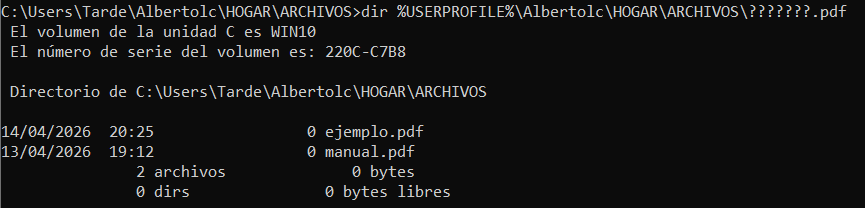 C:\Users\Tarde\Albertolc\HOGAR\ARCHIVOS>dir %USERPROFILE%\Albertolc\HOGAR\ARCHIVOS\???????.pdf
El volumen de la unidad C es WIN10
El número de serie del volumen es: 220C-C7B8
Directorio de C:\Users\Tarde\Albertolc\HOGAR\ARCHIVOS
14/04/2026  20:25                 0 ejemplo.pdf
13/04/2026  19:12                 0 manual.pdf
2 archivos              0 bytes
0 dirs               0 bytes libres